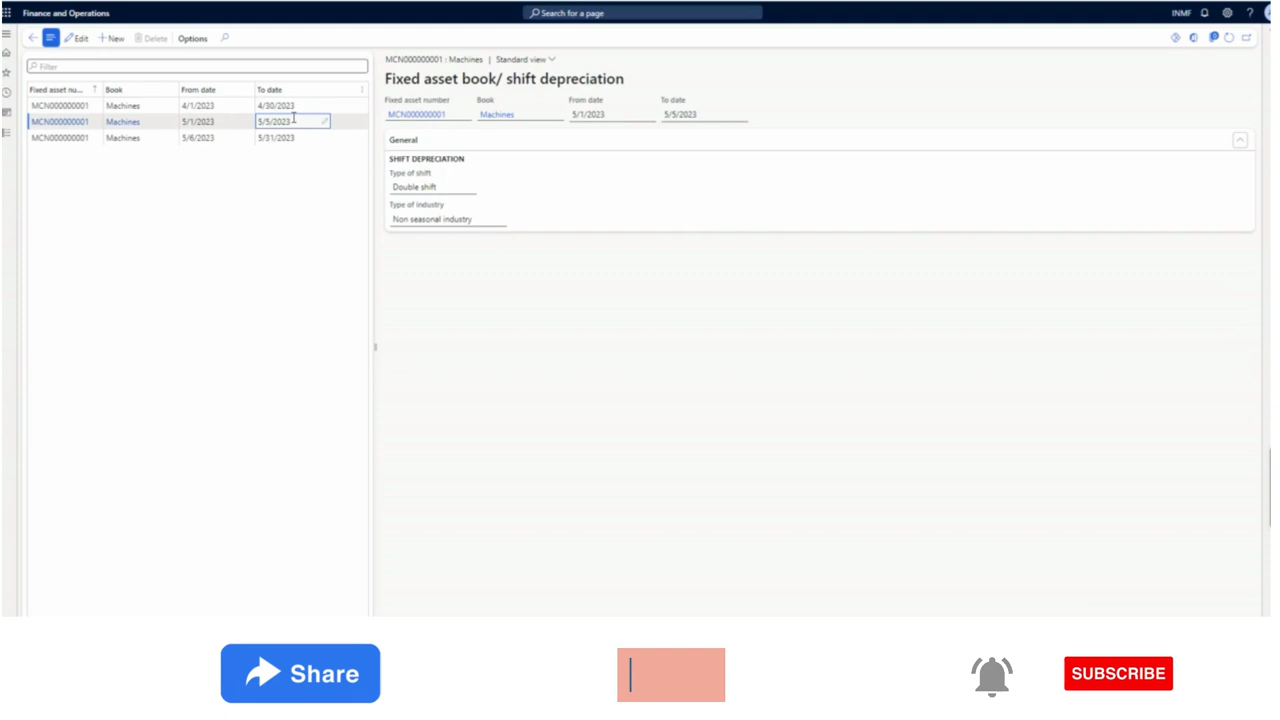 Finance and Operations
Search for a page
INMF
?
Edit
New
Delete
Options
Filter
Fixed asset nu... Book From date To date
MCN000000001 Machines 4/1/2023 4/30/2023
MCN000000001 Machines 5/1/2023 5/5/2023
MCN000000001 Machines 5/6/2023 5/31/2023
MCN000000001 : Machines | Standard view
Fixed asset book/ shift depreciation
Fixed asset number Book From date To date
MCN000000001 Machines 5/1/2023 5/5/2023
General
SHIFT DEPRECIATION
Type of shift
Double shift
Type of industry
Non seasonal industry
Share
SUBSCRIBE